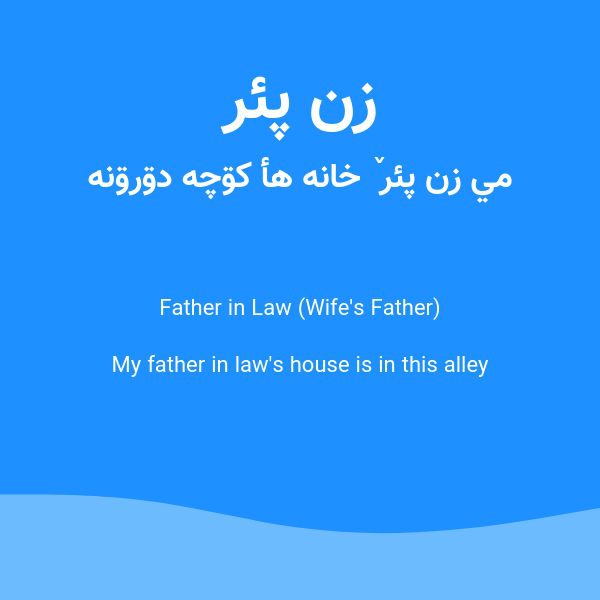 زن پئر
مي زن پئرˇ خانه هأ کۊچه دۊرۊنه
Father in Law (Wife's Father)
My father in law's house is in this alley